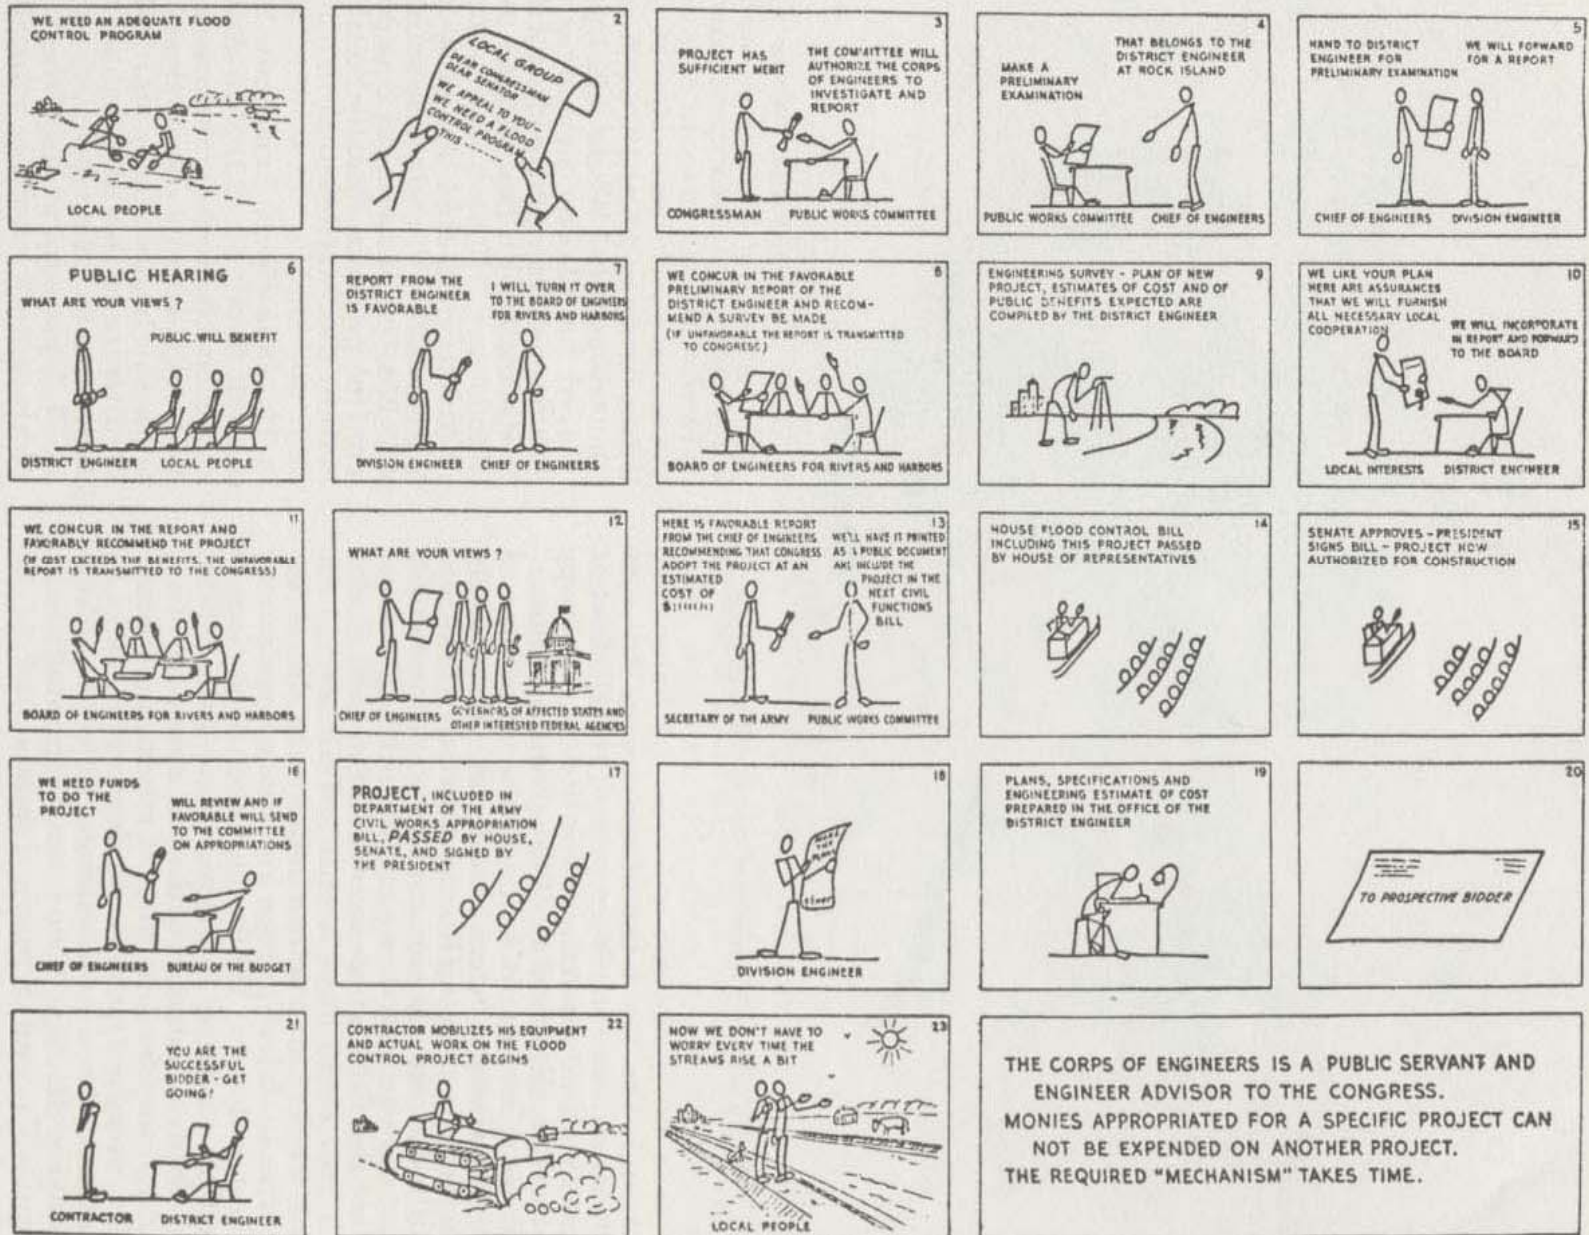 WE NEED AN ADEQUATE FLOOD
CONTROL PROGRAM
LOCAL PEOPLE
2
LOCAL GROUP
DEAR CONGRESSMAN
DEAR SENATOR
WE APPEAL TO YOU-
WE NEED A FLOOD
CONTROL PROGRAM
THIS ------
3
PROJECT HAS
SUFFICIENT MERIT
THE COMMITTEE WILL
AUTHORIZE THE CORPS
OF ENGINEERS TO
INVESTIGATE AND
REPORT
CONGRESSMAN
PUBLIC WORKS COMMITTEE
4
MAKE A
PRELIMINARY
EXAMINATION
THAT BELONGS TO THE
DISTRICT ENGINEER
AT ROCK ISLAND
PUBLIC WORKS COMMITTEE
CHIEF OF ENGINEERS
5
HAND TO DISTRICT
ENGINEER FOR
PRELIMINARY EXAMINATION
WE WILL FORWARD
FOR A REPORT
CHIEF OF ENGINEERS
DIVISION ENGINEER
6
PUBLIC HEARING
WHAT ARE YOUR VIEWS ?
PUBLIC WILL BENEFIT
DISTRICT ENGINEER
LOCAL PEOPLE
7
REPORT FROM THE
DISTRICT ENGINEER
IS FAVORABLE
I WILL TURN IT OVER
TO THE BOARD OF ENGINEERS
FOR RIVERS AND HARBORS
DIVISION ENGINEER
CHIEF OF ENGINEERS
8
WE CONCUR IN THE FAVORABLE
PRELIMINARY REPORT OF THE
DISTRICT ENGINEER AND RECOM-
MEND A SURVEY BE MADE
(IF UNFAVORABLE THE REPORT IS TRANSMITTED
TO CONGRESS)
BOARD OF ENGINEERS FOR RIVERS AND HARBORS
9
ENGINEERING SURVEY - PLAN OF NEW
PROJECT, ESTIMATES OF COST AND OF
PUBLIC BENEFITS EXPECTED ARE
COMPILED BY THE DISTRICT ENGINEER
10
WE LIKE YOUR PLAN
HERE ARE ASSURANCES
THAT WE WILL FURNISH
ALL NECESSARY LOCAL
COOPERATION
WE WILL INCORPORATE
IN REPORT AND FORWARD
TO THE BOARD
LOCAL INTERESTS
DISTRICT ENGINEER
11
WE CONCUR IN THE REPORT AND
FAVORABLY RECOMMEND THE PROJECT
(IF COST EXCEEDS THE BENEFITS, THE UNFAVORABLE
REPORT IS TRANSMITTED TO THE CONGRESS)
BOARD OF ENGINEERS FOR RIVERS AND HARBORS
12
WHAT ARE YOUR VIEWS ?
CHIEF OF ENGINEERS
GOVERNORS OF AFFECTED STATES AND
OTHER INTERESTED FEDERAL AGENCIES
13
HERE IS FAVORABLE REPORT
FROM THE CHIEF OF ENGINEERS
RECOMMENDING THAT CONGRESS
ADOPT THE PROJECT AT AN
ESTIMATED
COST OF
WE'LL HAVE IT PRINTED
AS A PUBLIC DOCUMENT
AND INCLUDE THE
PROJECT IN THE
NEXT CIVIL
FUNCTIONS
BILL
SECRETARY OF THE ARMY
PUBLIC WORKS COMMITTEE
14
HOUSE FLOOD CONTROL BILL
INCLUDING THIS PROJECT PASSED
BY HOUSE OF REPRESENTATIVES
15
SENATE APPROVES - PRESIDENT
SIGNS BILL - PROJECT NOW
AUTHORIZED FOR CONSTRUCTION
16
WE NEED FUNDS
TO DO THE
PROJECT
WILL REVIEW AND IF
FAVORABLE WILL SEND
TO THE COMMITTEE
ON APPROPRIATIONS
CHIEF OF ENGINEERS
BUREAU OF THE BUDGET
17
PROJECT, INCLUDED IN
DEPARTMENT OF THE ARMY
CIVIL WORKS APPROPRIATION
BILL, PASSED BY HOUSE,
SENATE, AND SIGNED BY
THE PRESIDENT
18
MAKE
THE
PLANS
DIVISION ENGINEER
19
PLANS, SPECIFICATIONS AND
ENGINEERING ESTIMATE OF COST
PREPARED IN THE OFFICE OF THE
DISTRICT ENGINEER
20
TO PROSPECTIVE BIDDER
21
YOU ARE THE
SUCCESSFUL
BIDDER - GET
GOING!
CONTRACTOR
DISTRICT ENGINEER
22
CONTRACTOR MOBILIZES HIS EQUIPMENT
AND ACTUAL WORK ON THE FLOOD
CONTROL PROJECT BEGINS
23
NOW WE DON'T HAVE TO
WORRY EVERY TIME THE
STREAMS RISE A BIT
LOCAL PEOPLE
THE CORPS OF ENGINEERS IS A PUBLIC SERVANT AND
ENGINEER ADVISOR TO THE CONGRESS.
MONIES APPROPRIATED FOR A SPECIFIC PROJECT CAN
NOT BE EXPENDED ON ANOTHER PROJECT.
THE REQUIRED "MECHANISM" TAKES TIME.